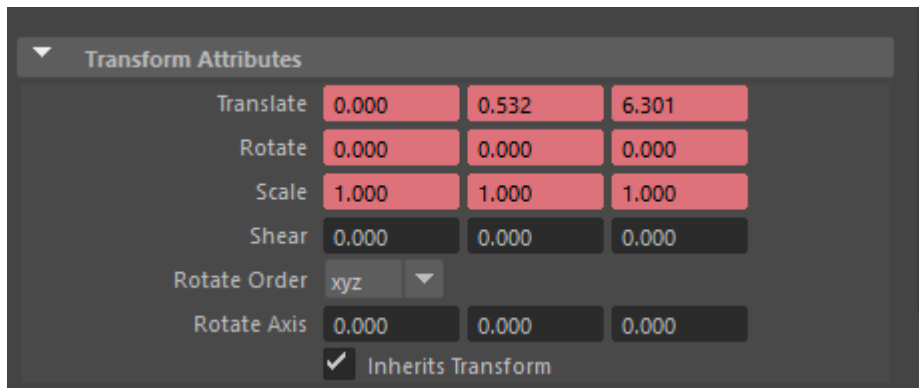 Transform Attributes
Translate 0.000 0.532 6.301
Rotate 0.000 0.000 0.000
Scale 1.000 1.000 1.000
Shear 0.000 0.000 0.000
Rotate Order xyz
Rotate Axis 0.000 0.000 0.000
Inherits Transform